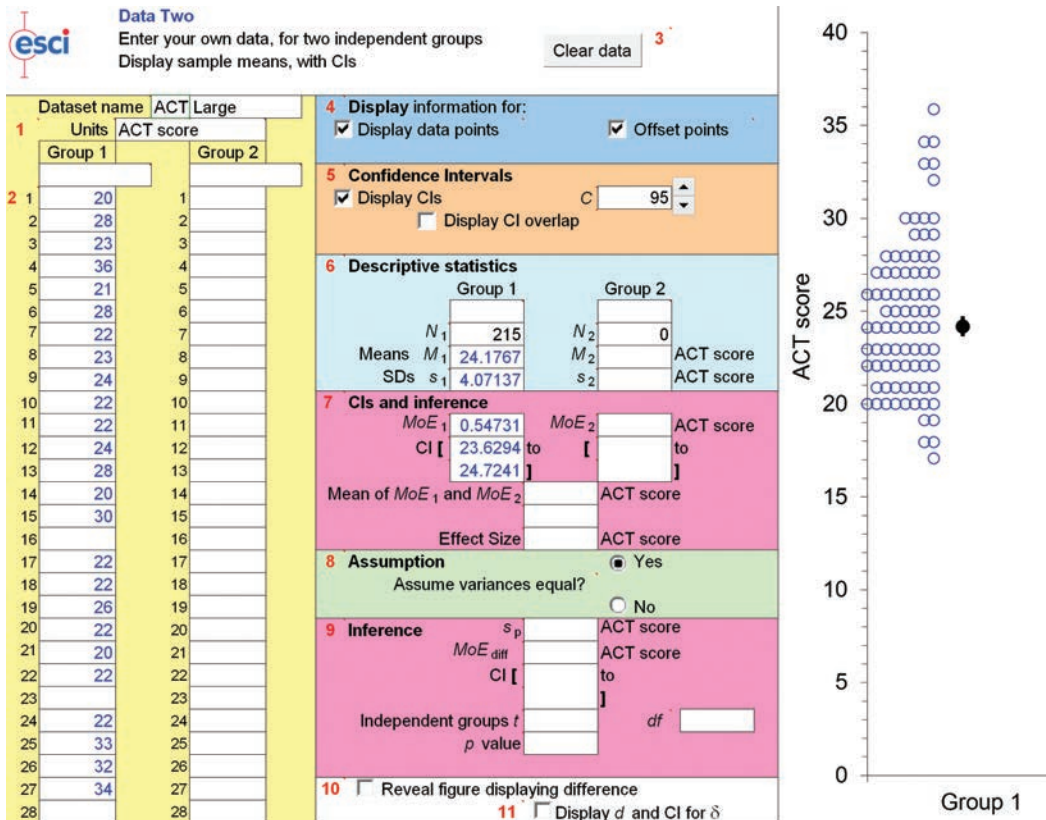 esci
Data Two
Enter your own data, for two independent groups
Display sample means, with CIs
Clear data 3
Dataset name ACT Large
1 Units ACT score
Group 1 Group 2
2 1 20 1
2 28 2
3 23 3
4 36 4
5 21 5
6 28 6
7 22 7
8 23 8
9 24 9
10 22 10
11 22 11
12 24 12
13 28 13
14 20 14
15 30 15
16 16
17 22 17
18 22 18
19 26 19
20 22 20
21 20 21
22 22 22
23 23
24 22 24
25 33 25
26 32 26
27 34 27
28 28
4 Display information for:
Display data points Offset points
5 Confidence Intervals
Display CIs C 95
Display CI overlap
6 Descriptive statistics
Group 1 Group 2
N1 215 N2 0
Means M1 24.1767 M2 ACT score
SDs s1 4.07137 s2 ACT score
7 CIs and inference
MoE1 0.54731 MoE2 ACT score
CI [ 23.6294 to [ to
24.7241 ] ]
Mean of MoE1 and MoE2 ACT score
Effect Size ACT score
8 Assumption Yes
Assume variances equal?
No
9 Inference sp ACT score
MoEdiff ACT score
CI [ to
]
Independent groups t df
p value
10 Reveal figure displaying difference
11 Display d and CI for δ
ACT score
40
35
30
25
20
15
10
5
0
Group 1